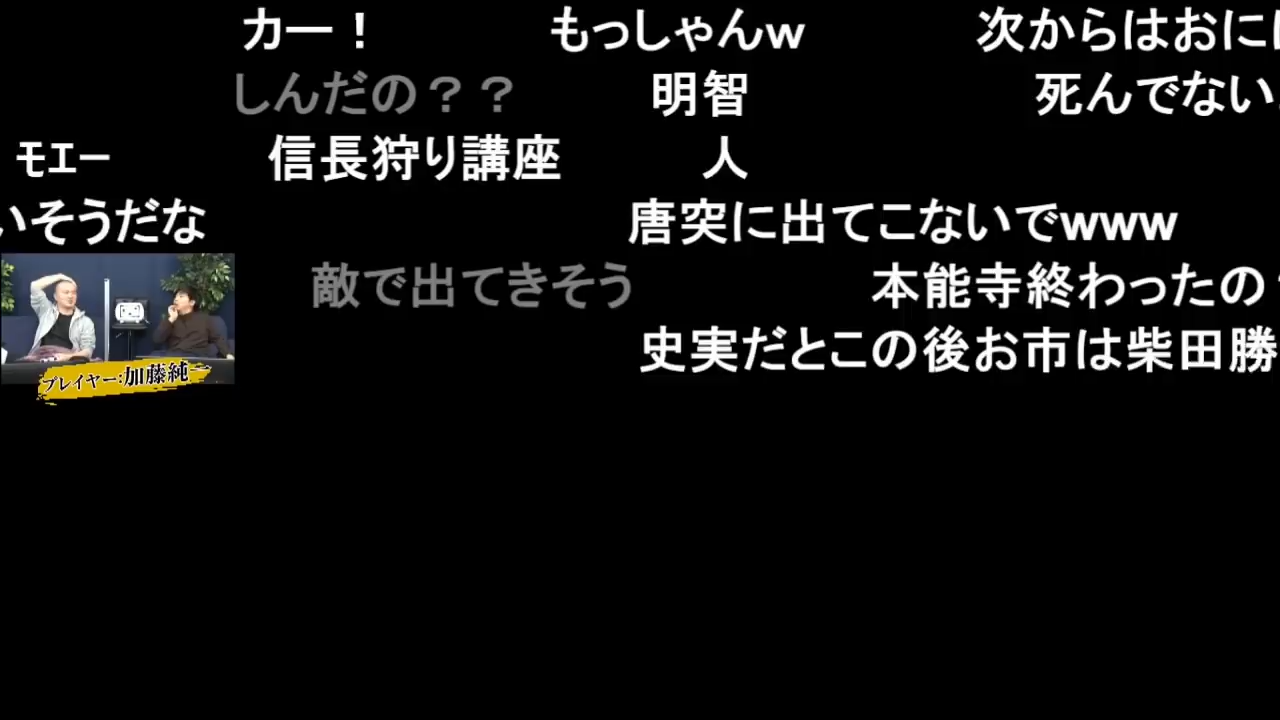 カー！ もっしゃんw 次からはおに
しんだの？？ 明智 死んでない
ﾓｴｰ 信長狩り講座 人
いそうだな 唐突に出てこないでwww
敵で出てきそう 本能寺終わったの
史実だとこの後お市は柴田勝
プレイヤー：加藤純一